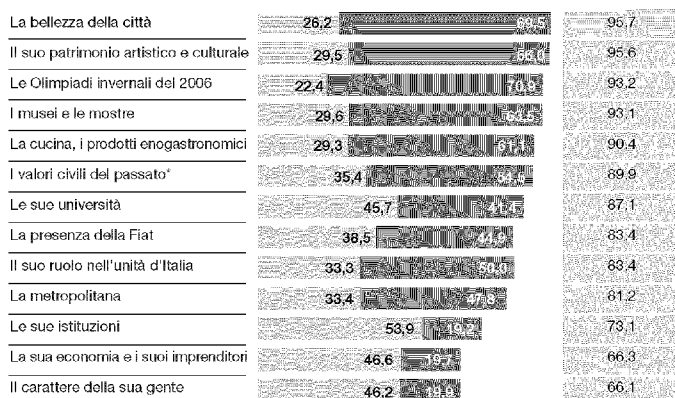 La bellezza della città 26,2 69,5 95,7
Il suo patrimonio artistico e culturale 29,5 66,0 95,6
Le Olimpiadi invernali del 2006 22,4 93,2
I musei e le mostre 29,6 93,1
La cucina, i prodotti enogastronomici 29,3 61,1 90,4
I valori civili del passato* 35,4 89,9
Le sue università 45,7 41,4 87,1
La presenza della Fiat 38,5 44,9 83,4
Il suo ruolo nell'unità d'Italia 33,3 50,0 83,4
La metropolitana 33,4 47,8 81,2
Le sue istituzioni 53,9 19,2 73,1
La sua economia e i suoi imprenditori 46,6 19,7 66,3
Il carattere della sua gente 46,2 19,9 66,1